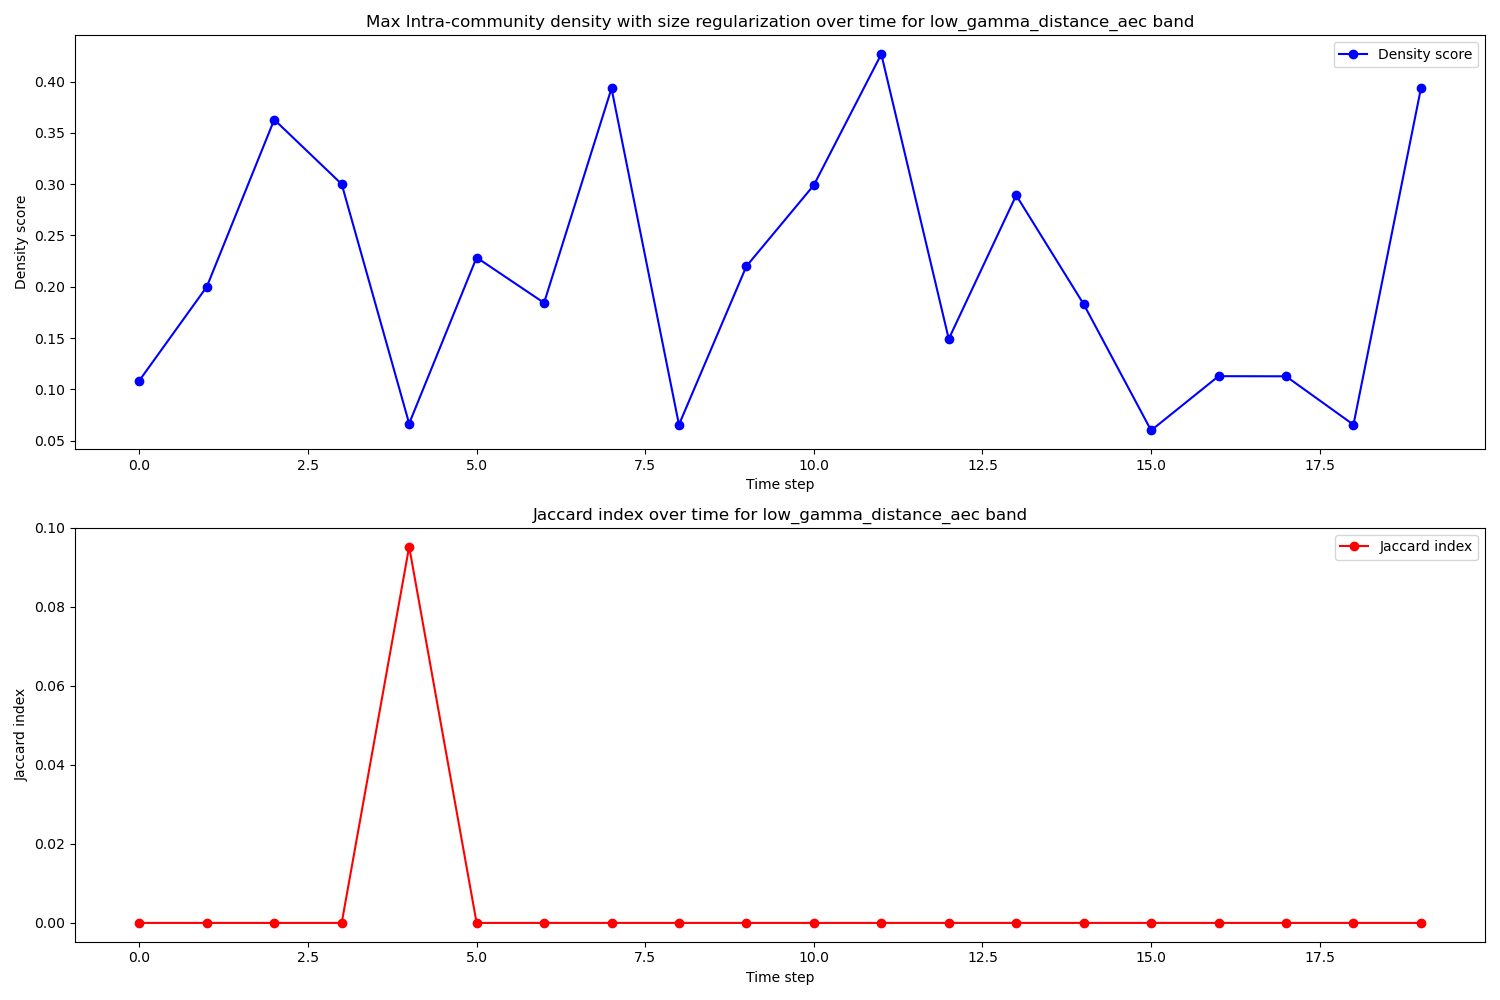 Max Intra-community density with size regularization over time for low_gamma_distance_aec band
Density score
0.40
0.35
0.30
0.25
0.20
0.15
0.10
0.05
Density score
0.0 2.5 5.0 7.5 10.0 12.5 15.0 17.5
Time step
Jaccard index over time for low_gamma_distance_aec band
Jaccard index
0.10
0.08
0.06
0.04
0.02
0.00
Jaccard index
0.0 2.5 5.0 7.5 10.0 12.5 15.0 17.5
Time step